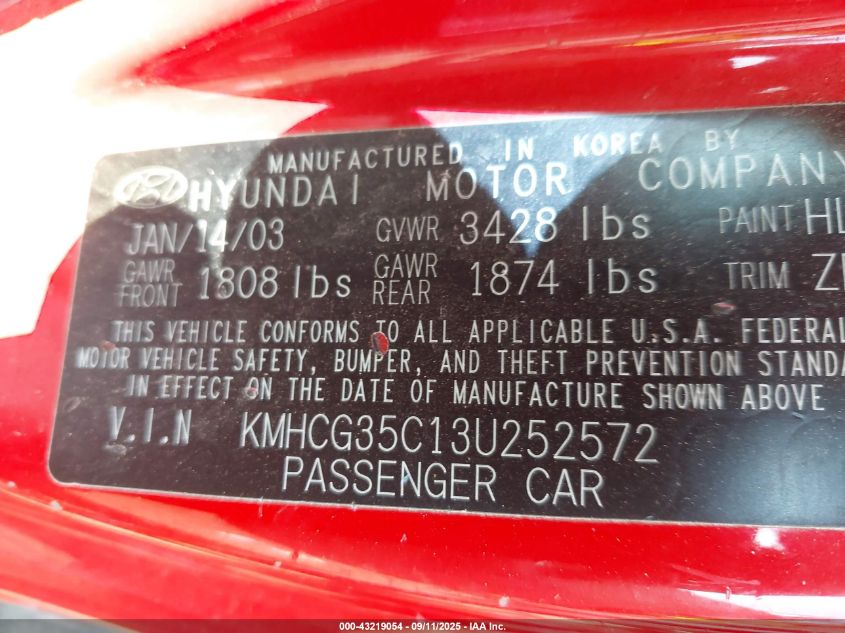 MANUFACTURED IN KOREA BY
HYUNDAI MOTOR COMPANY
JAN/14/03 GVWR 3428 lbs PAINT
GAWR FRONT 1808 lbs GAWR REAR 1874 lbs TRIM
THIS VEHICLE CONFORMS TO ALL APPLICABLE U.S.A. FEDERAL
MOTOR VEHICLE SAFETY, BUMPER, AND THEFT PREVENTION
IN EFFECT ON THE DATE OF MANUFACTURE SHOWN ABOVE
V.I.N KMHCG35C13U252572
PASSENGER CAR
000-43219054 - 09/11/2025 - IAA Inc.